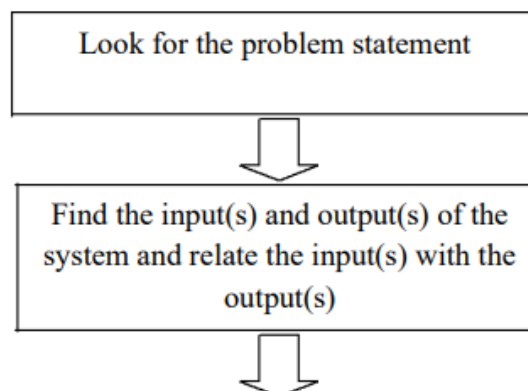 Look for the problem statement
Find the input(s) and output(s) of the
system and relate the input(s) with the
output(s)